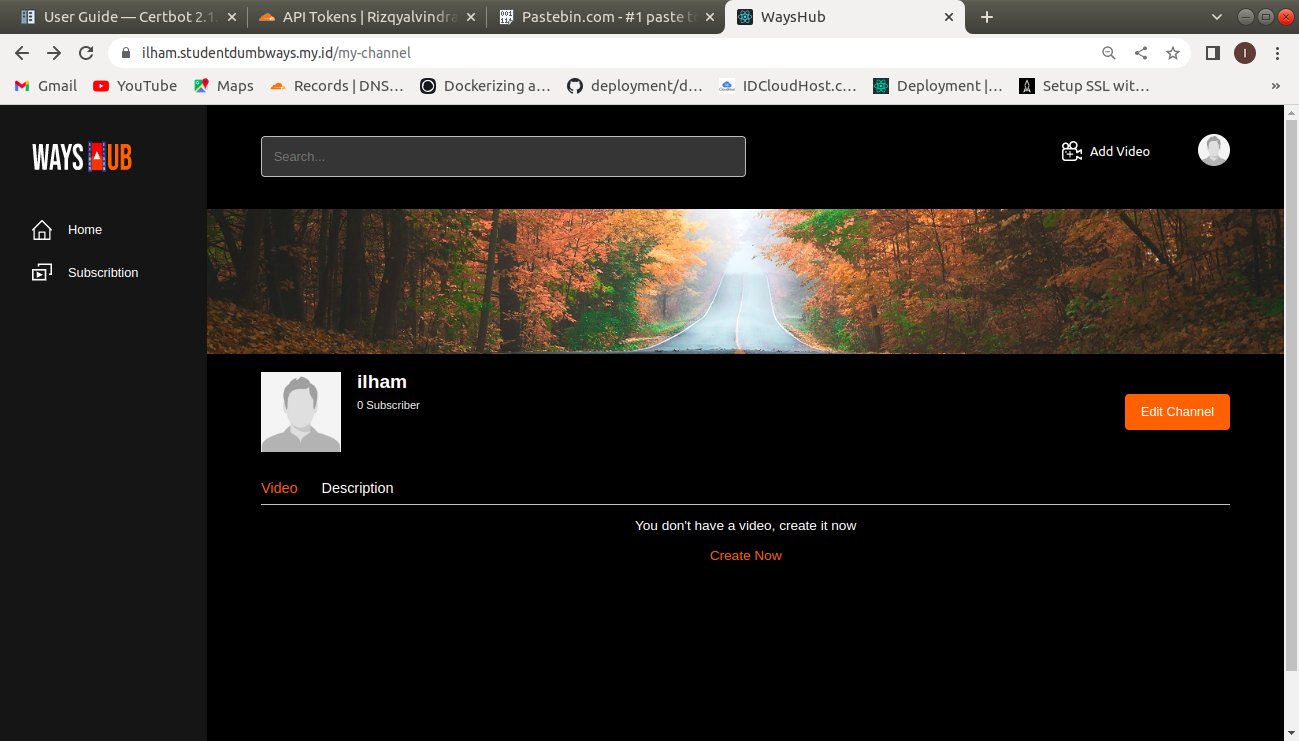 User Guide — Certbot 2.1.
API Tokens | Rizqyalvindra
Pastebin.com - #1 paste to
WaysHub
ilham.studentdumbways.my.id/my-channel
I
Gmail
YouTube
Maps
Records | DNS…
Dockerizing a…
deployment/d…
IDCloudHost.c…
Deployment |…
Setup SSL wit…
»
WAYSHUB
Search...
Add Video
Home
Subscribtion
ilham
0 Subscriber
Edit Channel
Video Description
You don't have a video, create it now
Create Now